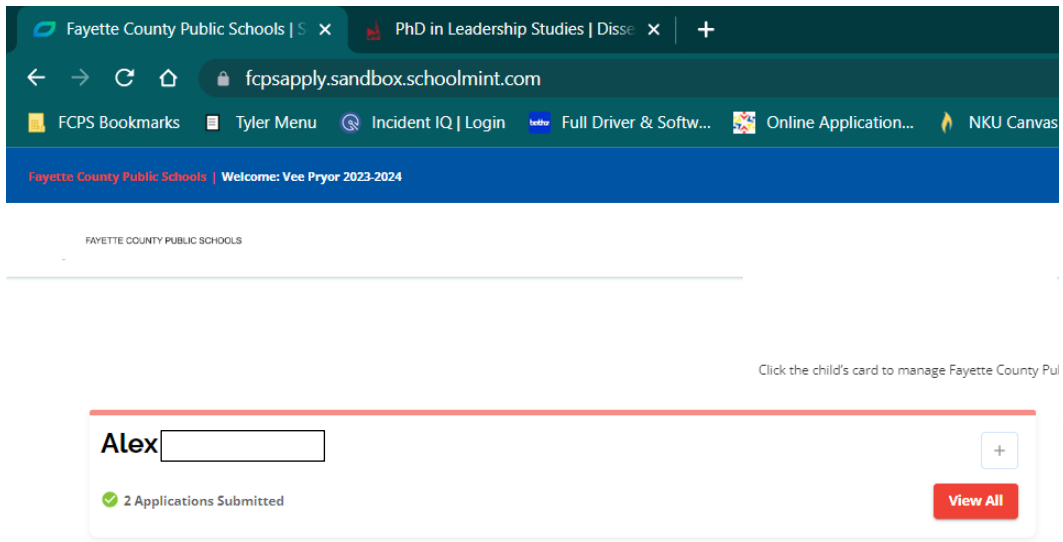 Fayette County Public Schools | S
PhD in Leadership Studies | Disse
fcpsapply.sandbox.schoolmint.com
FCPS Bookmarks Tyler Menu Incident IQ | Login brother Full Driver & Softw... Online Application... NKU Canvas
Fayette County Public Schools | Welcome: Vee Pryor 2023-2024
FAYETTE COUNTY PUBLIC SCHOOLS
Click the child's card to manage Fayette County Pu
Alex
2 Applications Submitted
View All